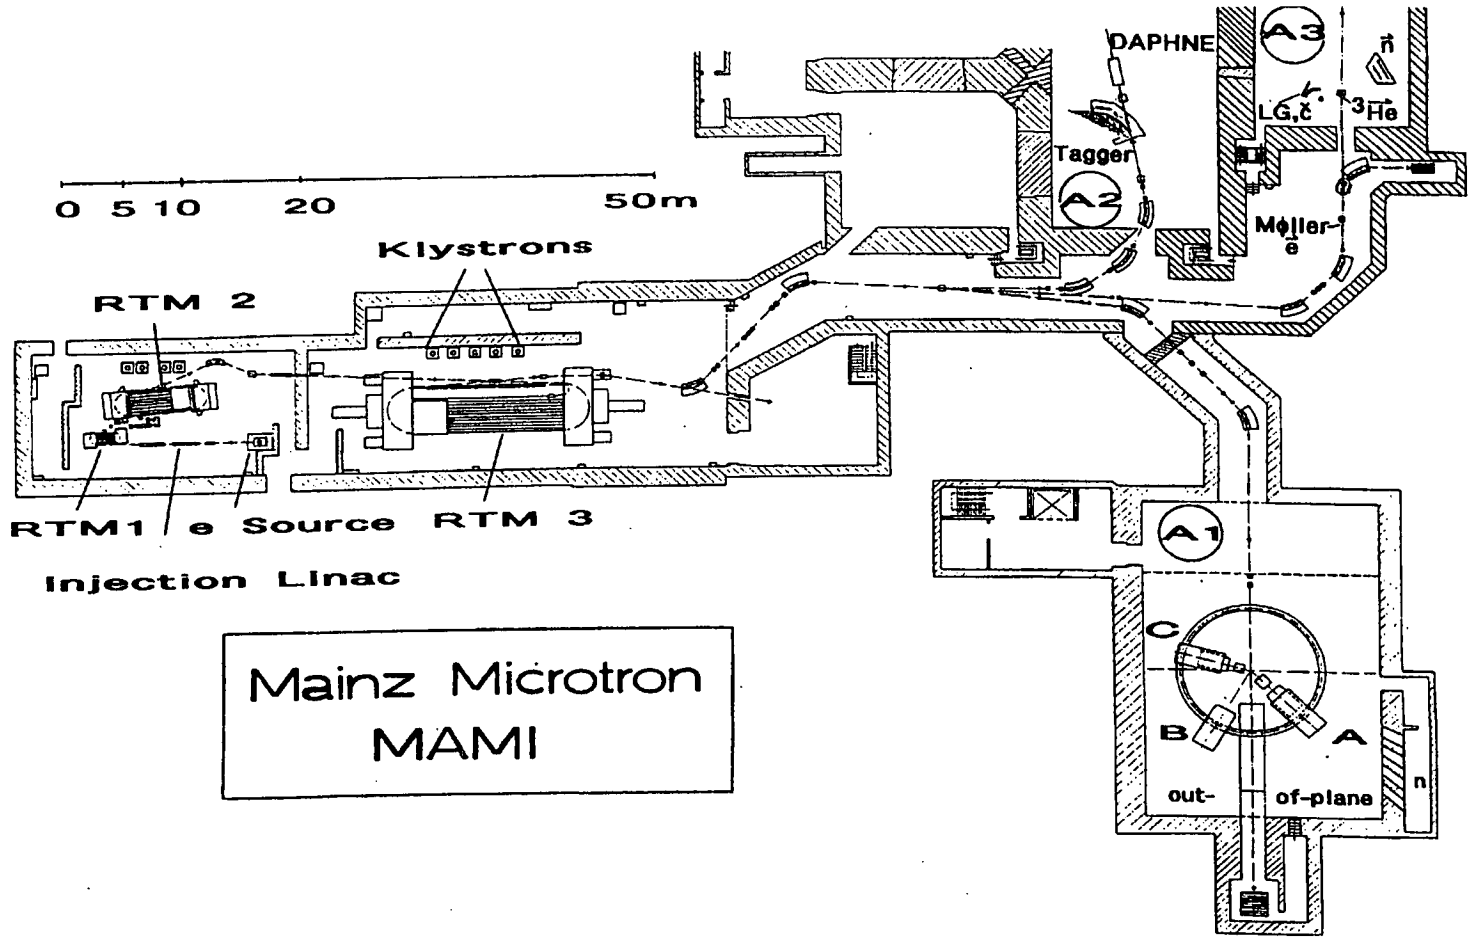 DAPHNE
A3
n
LG,č
3He
Tagger
A2
Møller
e
0 5 10 20 50m
Klystrons
RTM 2
RTM1 e Source RTM 3
Injection Linac
A1
C
B
A
out- of-plane
n
Mainz Microtron
MAMI